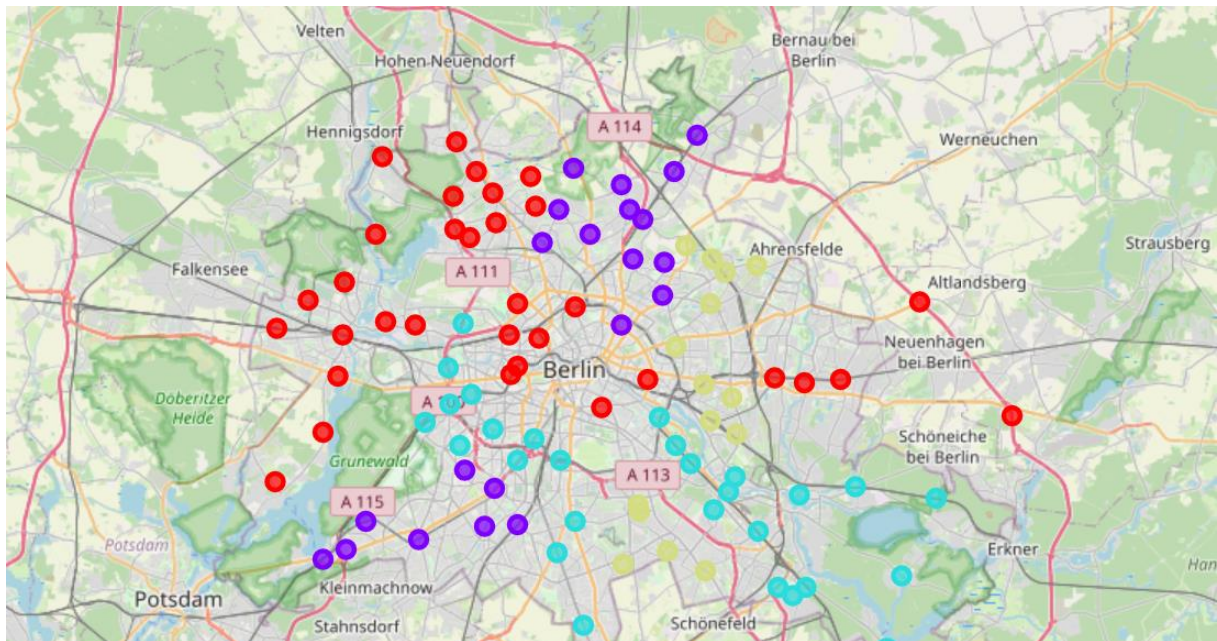 Velten
Bernau bei
Berlin
Hohen Neuendorf
A 114
Hennigsdorf
Werneuchen
Strausberg
Ahrensfelde
Falkensee
A 111
Altlandsberg
Neuenhagen
bei Berlin
Berlin
Döberitzer
Heide
Schöneiche
bei Berlin
Grunewald
A 113
A 115
Potsdam
Erkner
Kleinmachnow
Potsdam
Stahnsdorf
Schönefeld